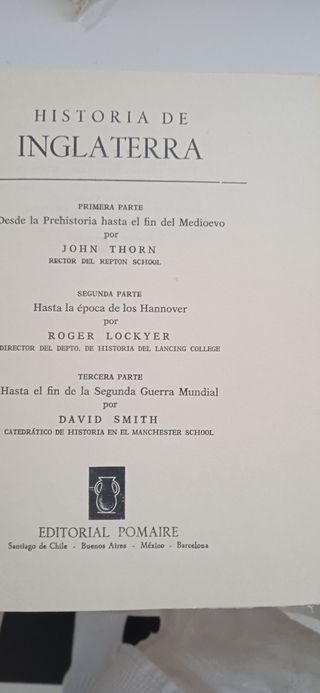 HISTORIA DE
INGLATERRA
PRIMERA PARTE
Desde la Prehistoria hasta el fin del Medioevo
por
JOHN THORN
RECTOR DEL REPTON SCHOOL
SEGUNDA PARTE
Hasta la época de los Hannover
por
ROGER LOCKYER
DIRECTOR DEL DEPTO. DE HISTORIA DEL LANCING COLLEGE
TERCERA PARTE
Hasta el fin de la Segunda Guerra Mundial
por
DAVID SMITH
CATEDRÁTICO DE HISTORIA EN EL MANCHESTER SCHOOL
EDITORIAL POMAIRE
Santiago de Chile - Buenos Aires - México - Barcelona